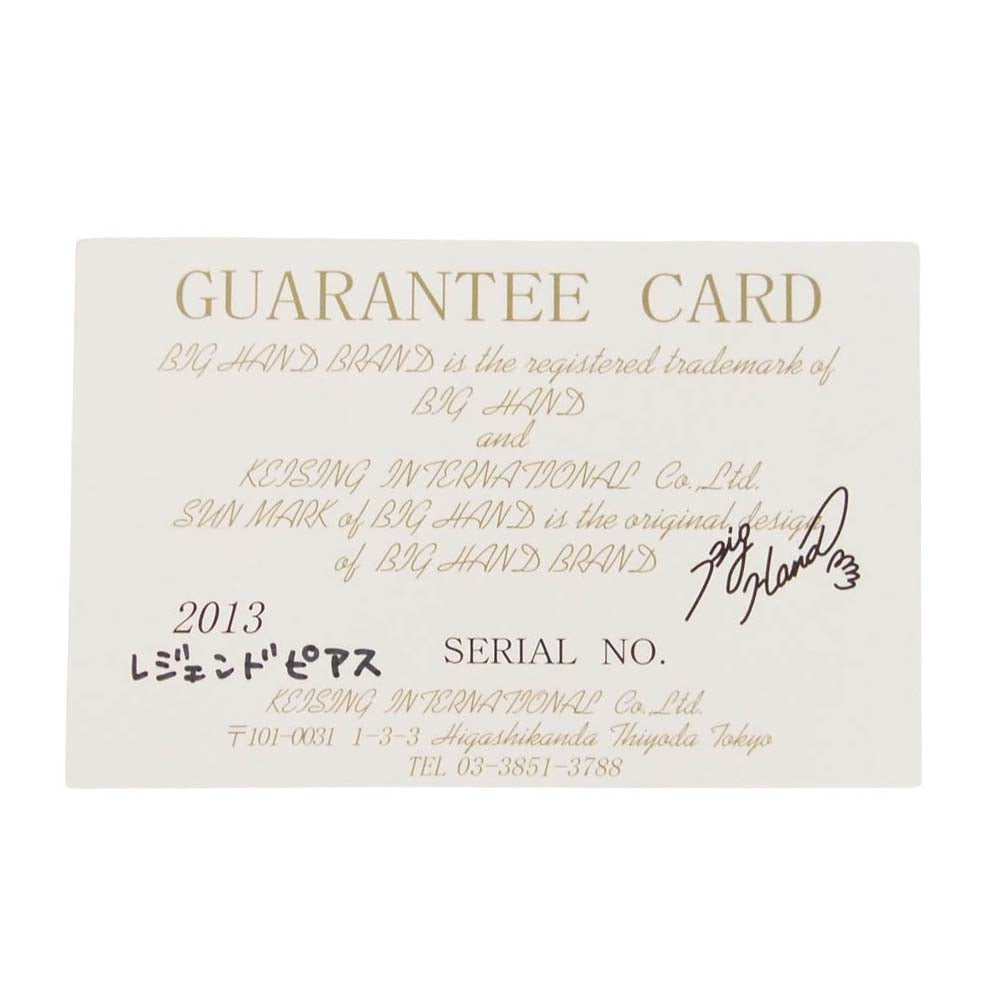 GUARANTEE CARD
BIG HAND BRAND is the registered trademark of
BIG HAND
and
KEISING INTERNATIONAL Co.,Ltd.
SUN MARK of BIG HAND is the original design
of BIG HAND BRAND
Big
Hand
2013
レジェンドピアス
SERIAL NO.
KEISING INTERNATIONAL Co.,Ltd.
〒101-0031 1-3-3 Higashikanda Thiyoda Tokyo
TEL 03-3851-3788